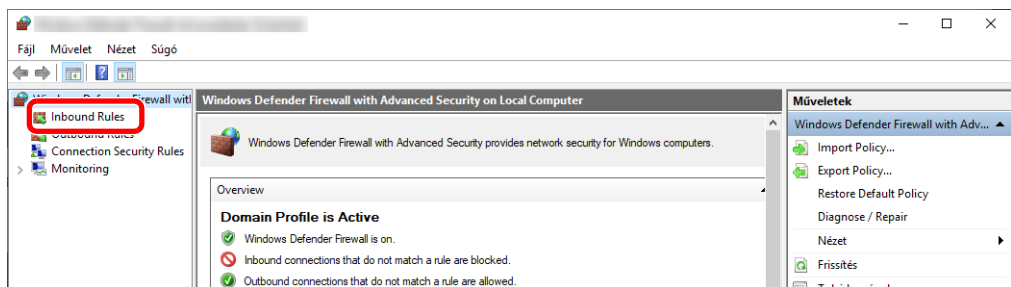 Fájl Művelet Nézet Súgó
Firewall with
Inbound Rules
Outbound Rules
Connection Security Rules
Monitoring
Windows Defender Firewall with Advanced Security on Local Computer
Windows Defender Firewall with Advanced Security provides network security for Windows computers.
Overview
Domain Profile is Active
Windows Defender Firewall is on.
Inbound connections that do not match a rule are blocked.
Outbound connections that do not match a rule are allowed.
Műveletek
Windows Defender Firewall with Adv...
Import Policy...
Export Policy...
Restore Default Policy
Diagnose / Repair
Nézet
Frissítés